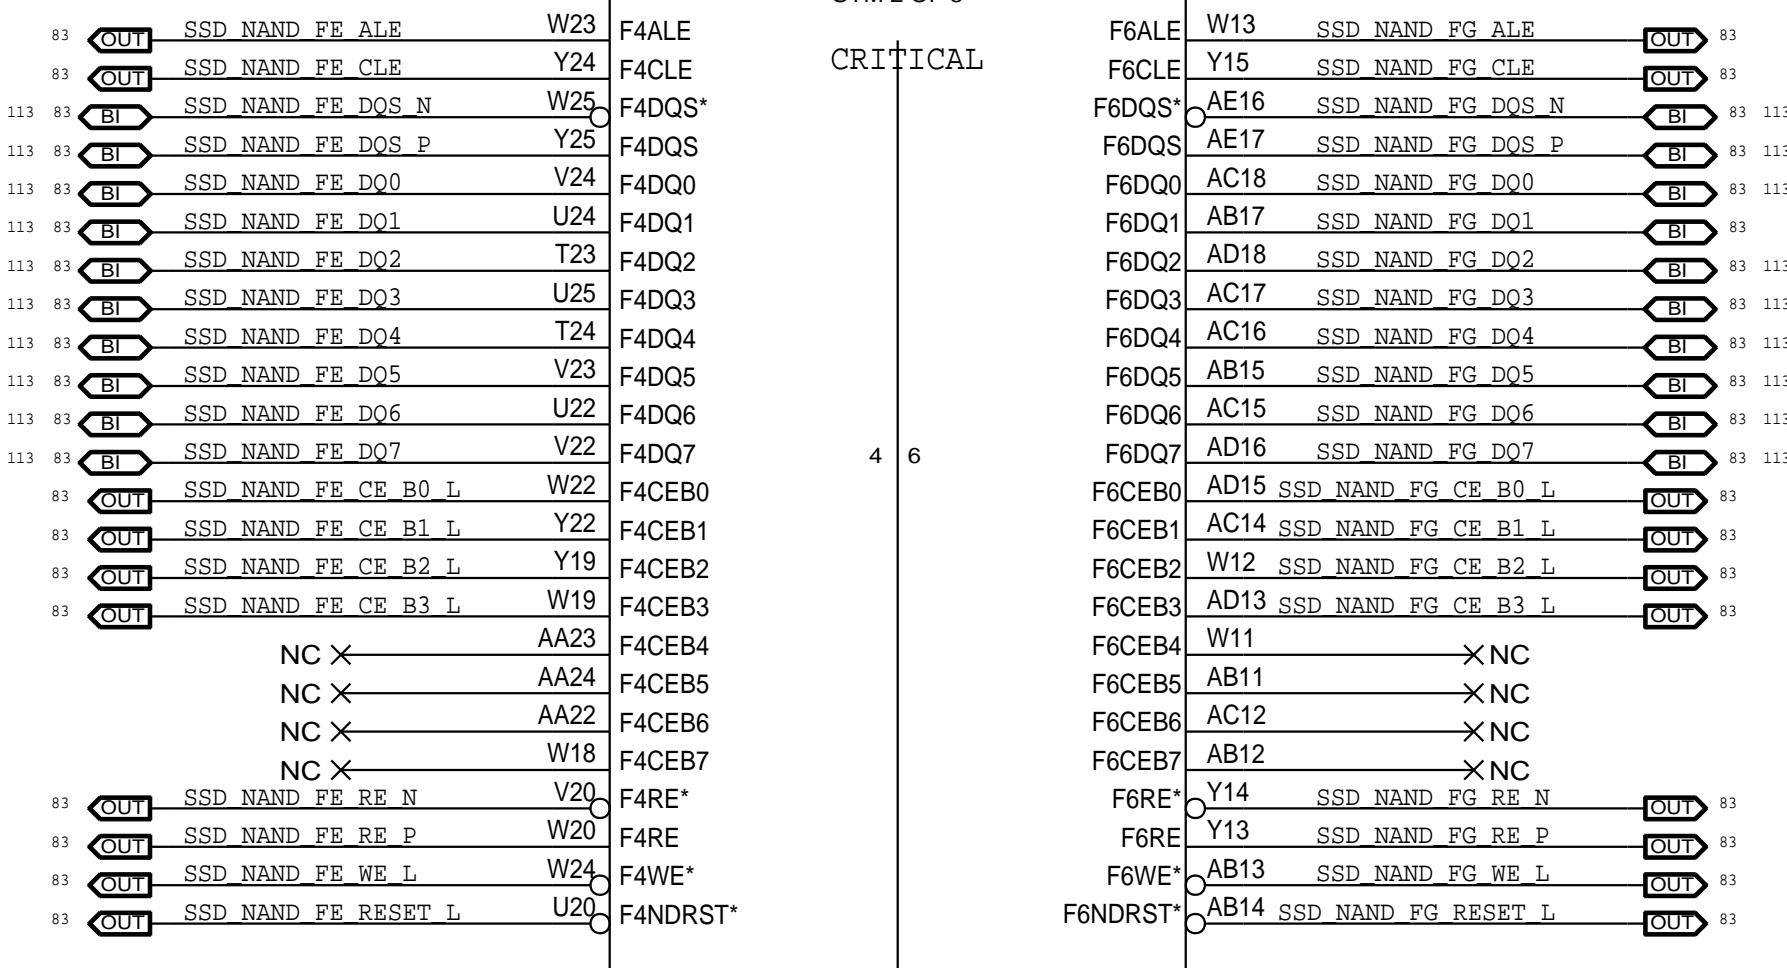 83 OUT SSD_NAND_FE_ALE W23 F4ALE F6ALE W13 SSD_NAND_FG_ALE OUT 83
CRITICAL
83 OUT SSD_NAND_FE_CLE Y24 F4CLE F6CLE Y15 SSD_NAND_FG_CLE OUT 83
113 83 BI SSD_NAND_FE_DQS_N W25 F4DQS* F6DQS* AE16 SSD_NAND_FG_DQS_N BI 83 113
113 83 BI SSD_NAND_FE_DQS_P Y25 F4DQS F6DQS AE17 SSD_NAND_FG_DQS_P BI 83 113
113 83 BI SSD_NAND_FE_DQ0 V24 F4DQ0 F6DQ0 AC18 SSD_NAND_FG_DQ0 BI 83 113
113 83 BI SSD_NAND_FE_DQ1 U24 F4DQ1 F6DQ1 AB17 SSD_NAND_FG_DQ1 BI 83
113 83 BI SSD_NAND_FE_DQ2 T23 F4DQ2 F6DQ2 AD18 SSD_NAND_FG_DQ2 BI 83 113
113 83 BI SSD_NAND_FE_DQ3 U25 F4DQ3 F6DQ3 AC17 SSD_NAND_FG_DQ3 BI 83 113
113 83 BI SSD_NAND_FE_DQ4 T24 F4DQ4 F6DQ4 AC16 SSD_NAND_FG_DQ4 BI 83 113
113 83 BI SSD_NAND_FE_DQ5 V23 F4DQ5 F6DQ5 AB15 SSD_NAND_FG_DQ5 BI 83 113
113 83 BI SSD_NAND_FE_DQ6 U22 F4DQ6 F6DQ6 AC15 SSD_NAND_FG_DQ6 BI 83 113
113 83 BI SSD_NAND_FE_DQ7 V22 F4DQ7 4 6 F6DQ7 AD16 SSD_NAND_FG_DQ7 BI 83 113
83 OUT SSD_NAND_FE_CE_B0_L W22 F4CEB0 F6CEB0 AD15 SSD_NAND_FG_CE_B0_L OUT 83
83 OUT SSD_NAND_FE_CE_B1_L Y22 F4CEB1 F6CEB1 AC14 SSD_NAND_FG_CE_B1_L OUT 83
83 OUT SSD_NAND_FE_CE_B2_L Y19 F4CEB2 F6CEB2 W12 SSD_NAND_FG_CE_B2_L OUT 83
83 OUT SSD_NAND_FE_CE_B3_L W19 F4CEB3 F6CEB3 AD13 SSD_NAND_FG_CE_B3_L OUT 83
NC AA23 F4CEB4 F6CEB4 W11 NC
NC AA24 F4CEB5 F6CEB5 AB11 NC
NC AA22 F4CEB6 F6CEB6 AC12 NC
NC W18 F4CEB7 F6CEB7 AB12 NC
83 OUT SSD_NAND_FE_RE_N V20 F4RE* F6RE* Y14 SSD_NAND_FG_RE_N OUT 83
83 OUT SSD_NAND_FE_RE_P W20 F4RE F6RE Y13 SSD_NAND_FG_RE_P OUT 83
83 OUT SSD_NAND_FE_WE_L W24 F4WE* F6WE* AB13 SSD_NAND_FG_WE_L OUT 83
83 OUT SSD_NAND_FE_RESET_L U20 F4NDRST* F6NDRST* AB14 SSD_NAND_FG_RESET_L OUT 83